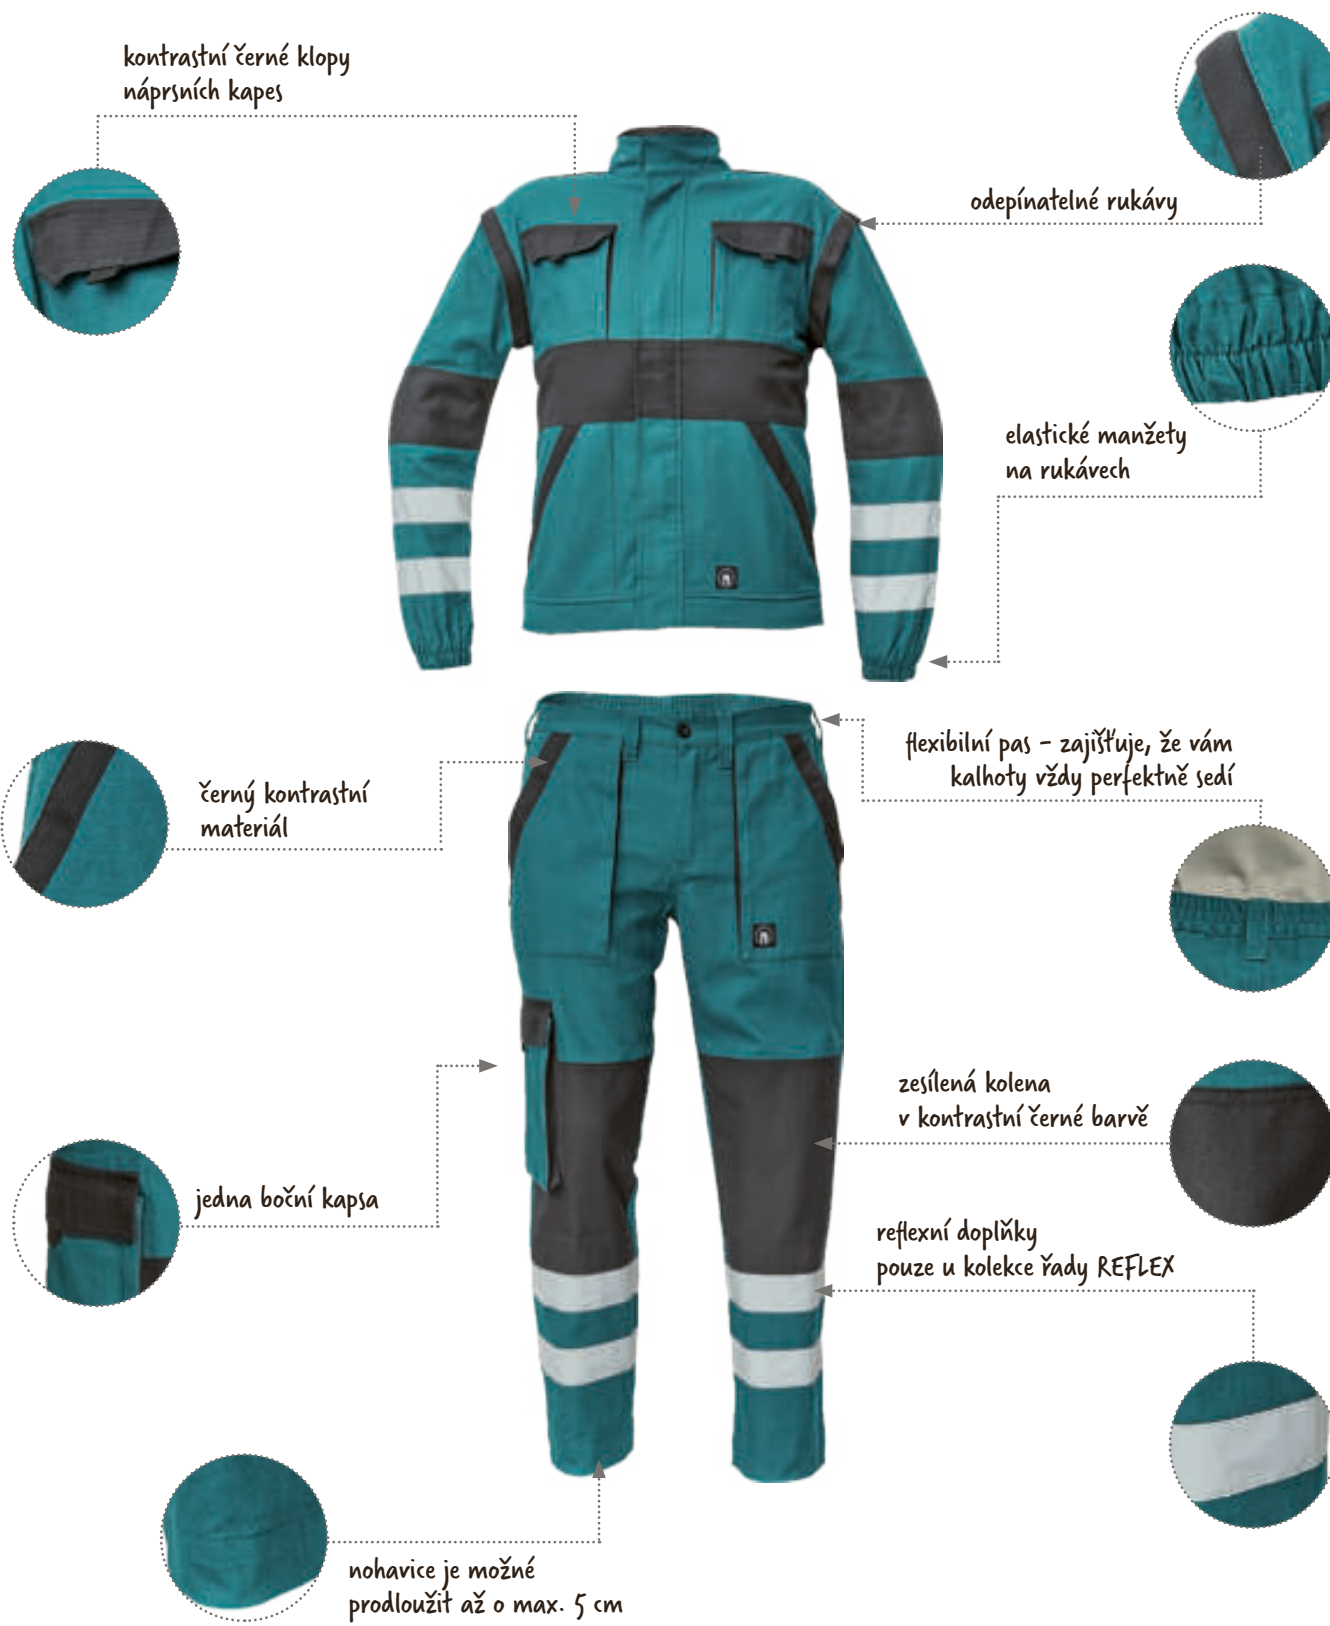 kontrastní černé klopy
náprsních kapes
odepínatelné rukávy
elastické manžety
na rukávech
flexibilní pas – zajišťuje, že vám
kalhoty vždy perfektně sedí
černý kontrastní
materiál
zesílená kolena
v kontrastní černé barvě
jedna boční kapsa
reflexní doplňky
pouze u kolekce řady REFLEX
nohavice je možné
prodloužit až o max. 5 cm